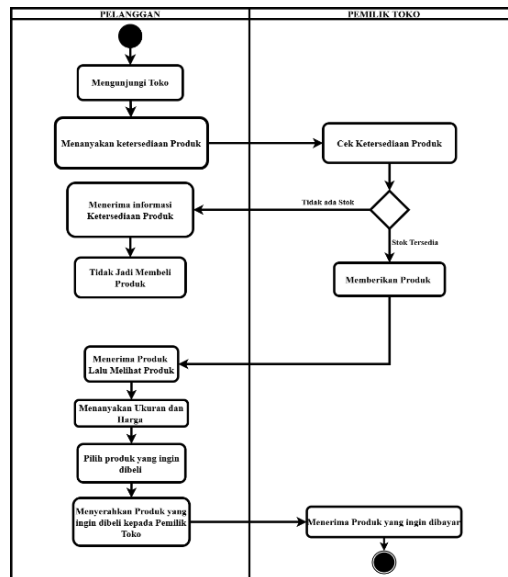 PELANGGAN
PEMILIK TOKO
Mengunjungi Toko
Menanyakan ketersediaan Produk
Cek Ketersediaan Produk
Tidak ada Stok
Menerima informasi
Ketersediaan Produk
Stok Tersedia
Tidak Jadi Membeli
Produk
Memberikan Produk
Menerima Produk
Lalu Melihat Produk
Menanyakan Ukuran dan
Harga
Pilih produk yang ingin
dibeli
Menyerahkan Produk yang
ingin dibeli kepada Pemilik
Toko
Menerima Produk yang ingin dibayar